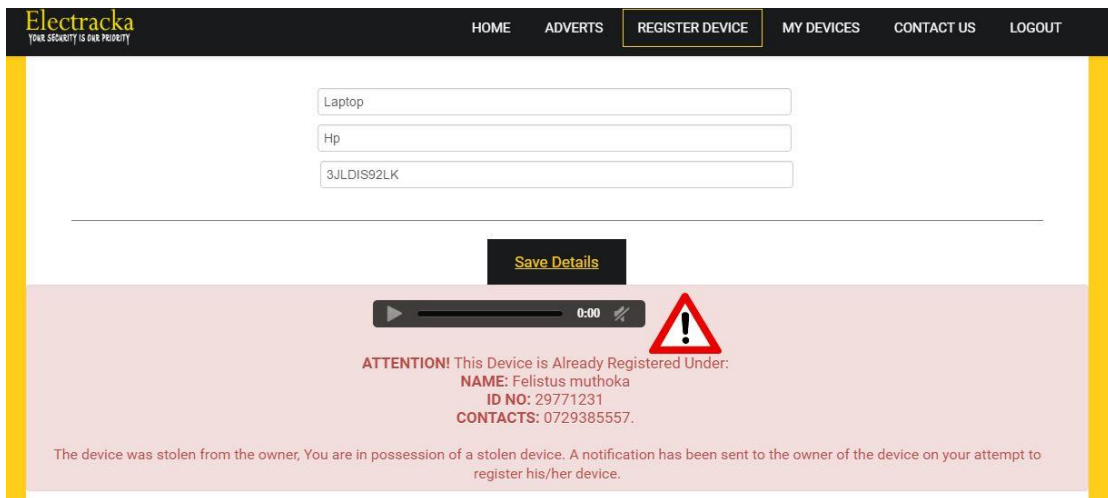 Electracka
YOUR SECURITY IS OUR PRIORITY
HOME ADVERTS REGISTER DEVICE MY DEVICES CONTACT US LOGOUT
Laptop
Hp
3JLDIS92LK
Save Details
0:00
ATTENTION! This Device is Already Registered Under:
NAME: Felistus muthoka
ID NO: 29771231
CONTACTS: 0729385557.
The device was stolen from the owner, You are in possession of a stolen device. A notification has been sent to the owner of the device on your attempt to
register his/her device.